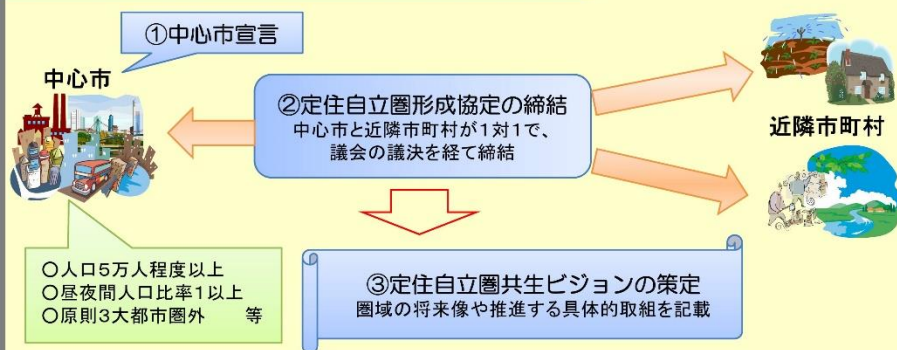 ①中心市宣言
中心市
②定住自立圏形成協定の締結
中心市と近隣市町村が1対1で、
議会の議決を経て締結
近隣市町村
○人口5万人程度以上
○昼夜間人口比率1以上
○原則3大都市圏外　等
③定住自立圏共生ビジョンの策定
圏域の将来像や推進する具体的取組を記載